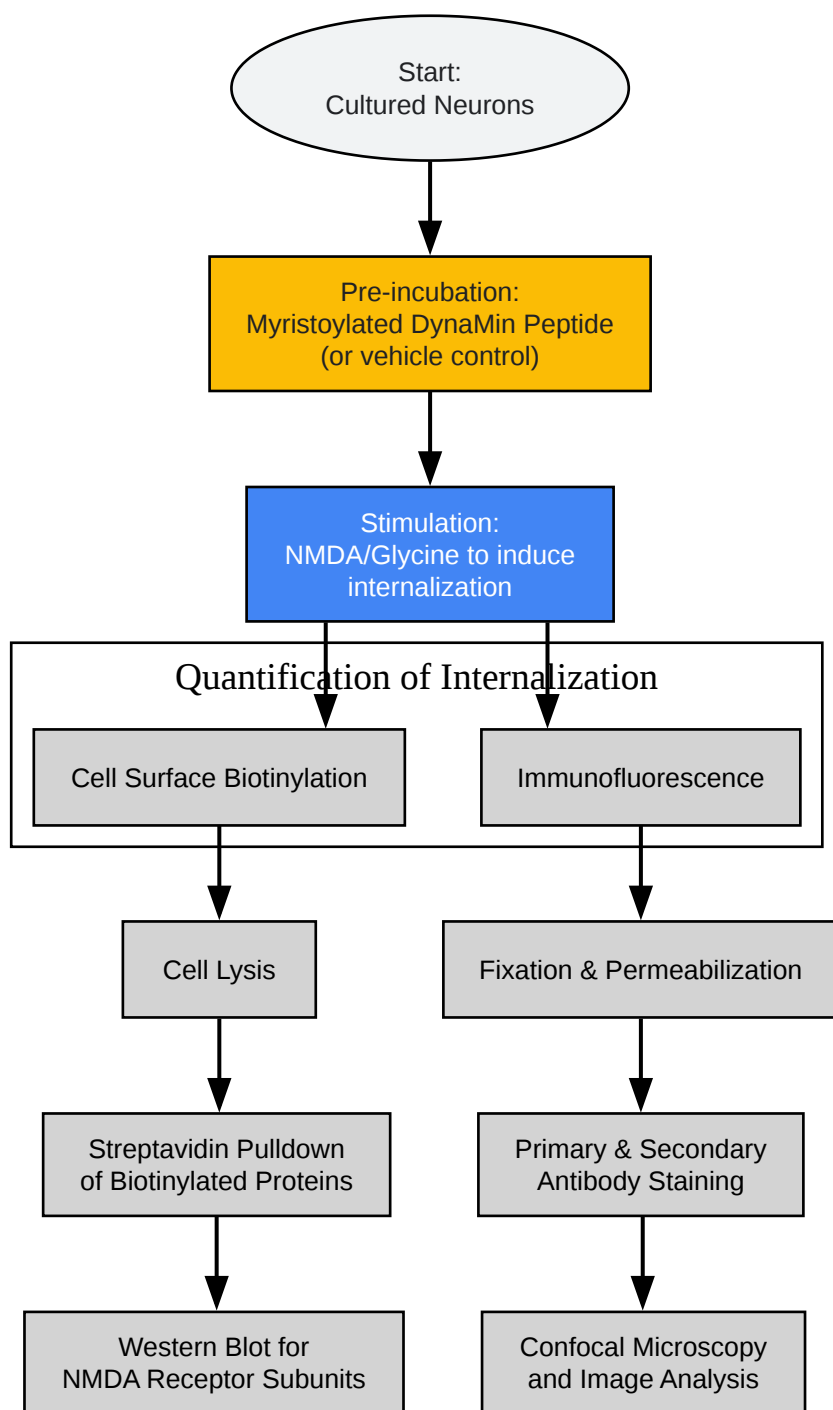 Start:
Cultured Neurons
Pre-incubation:
Myristoylated DynaMin Peptide
(or vehicle control)
Stimulation:
NMDA/Glycine to induce
internalization
Quantification of Internalization
Cell Surface Biotinylation
Immunofluorescence
Cell Lysis
Fixation & Permeabilization
Streptavidin Pulldown
of Biotinylated Proteins
Primary & Secondary
Antibody Staining
Western Blot for
NMDA Receptor Subunits
Confocal Microscopy
and Image Analysis